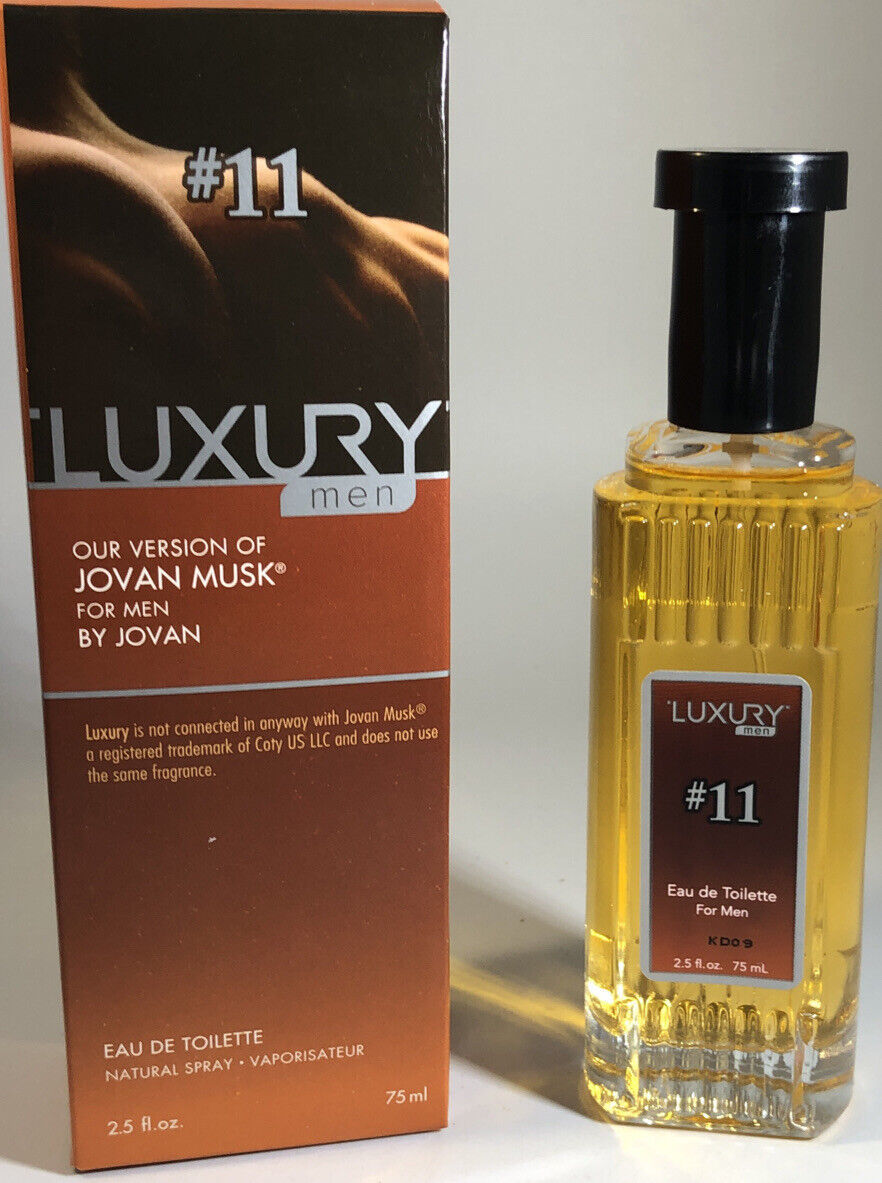 #11
"LUXURY"
men
OUR VERSION OF
JOVAN MUSK®
FOR MEN
BY JOVAN
Luxury is not connected in anyway with Jovan Musk®
a registered trademark of Coty US LLC and does not use
the same fragrance.
EAU DE TOILETTE
NATURAL SPRAY • VAPORISATEUR
75 ml
2.5 fl.oz.
"LUXURY"
men
#11
Eau de Toilette
For Men
KD09
2.5 fl.oz. 75 mL